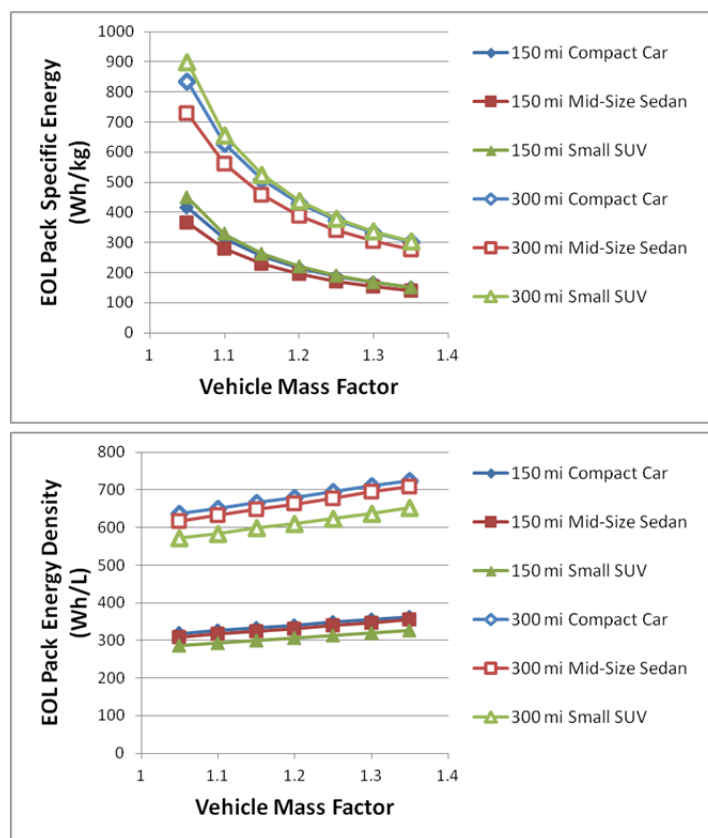 1000
900
800
700
600
500
400
300
200
100
0
1
1.1
1.2
1.3
1.4
EOL Pack Specific Energy
(Wh/kg)
Vehicle Mass Factor
150 mi Compact Car
150 mi Mid-Size Sedan
150 mi Small SUV
300 mi Compact Car
300 mi Mid-Size Sedan
300 mi Small SUV
800
700
600
500
400
300
200
100
0
1
1.1
1.2
1.3
1.4
EOL Pack Energy Density
(Wh/L)
Vehicle Mass Factor
150 mi Compact Car
150 mi Mid-Size Sedan
150 mi Small SUV
300 mi Compact Car
300 mi Mid-Size Sedan
300 mi Small SUV